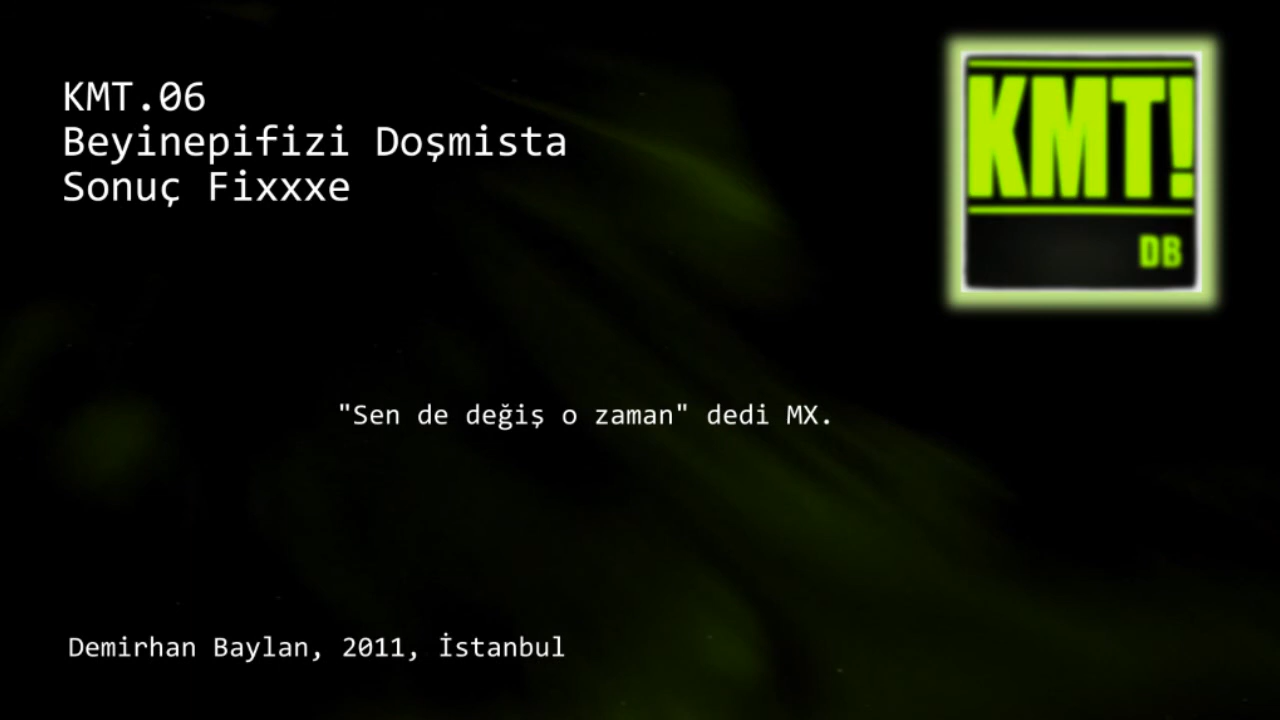 KMT.06
Beyinepifizi Doşmista
Sonuç Fixxxe
KMT!
DB
"Sen de değiş o zaman" dedi MX.
Demirhan Baylan, 2011, İstanbul